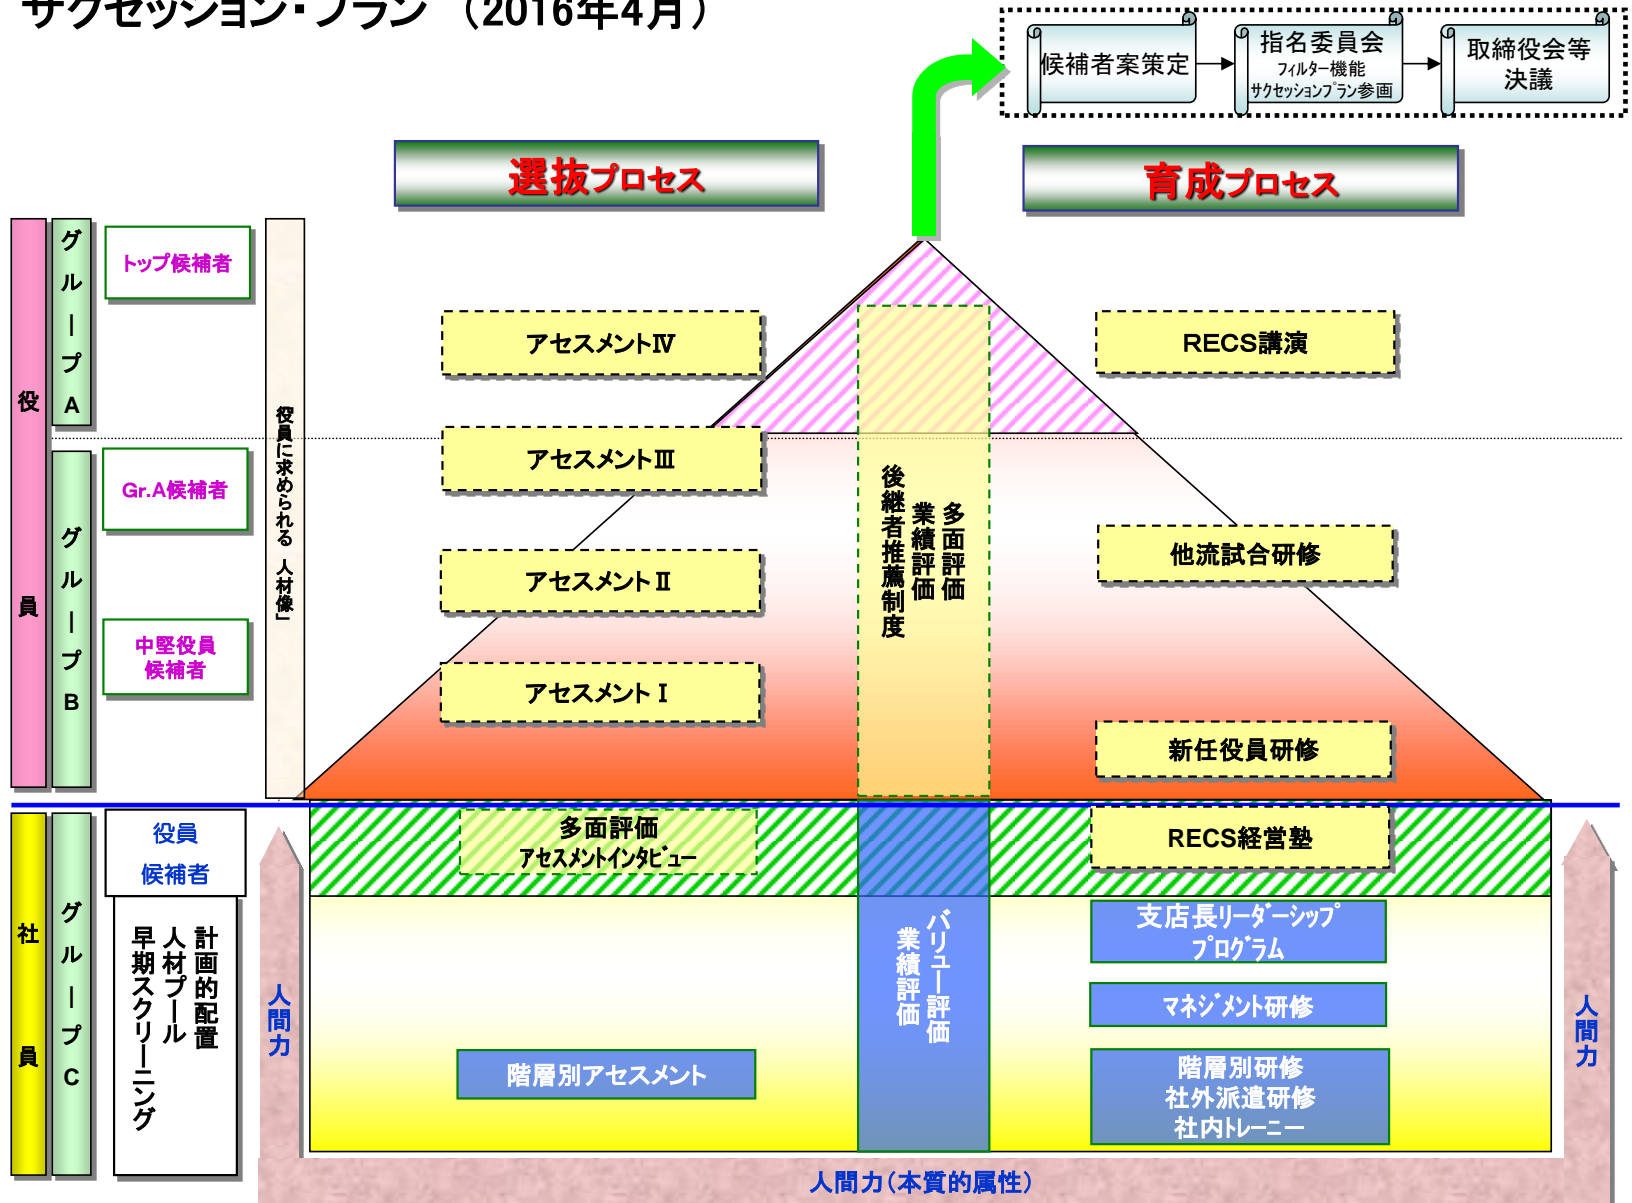 サクセッション・プラン （2016年4月）
候補者案策定
指名委員会
フィルター機能
サクセッションプラン参画
取締役会等
決議
選抜プロセス
育成プロセス
役員
グループA
トップ候補者
グループB
Gr.A候補者
中堅役員
候補者
役員に求められる 人材像」
アセスメントⅣ
アセスメントⅢ
アセスメントⅡ
アセスメントⅠ
多面評価
業績評価
後継者推薦制度
RECS講演
他流試合研修
新任役員研修
社員
グループC
役員
候補者
計画的配置
人材プール
早期スクリーニング
人間力
多面評価
アセスメントインタビュー
階層別アセスメント
バリュー評価
業績評価
RECS経営塾
支店長リーダーシップ
プログラム
マネジメント研修
階層別研修
社外派遣研修
社内トレーニー
人間力
人間力（本質的属性）